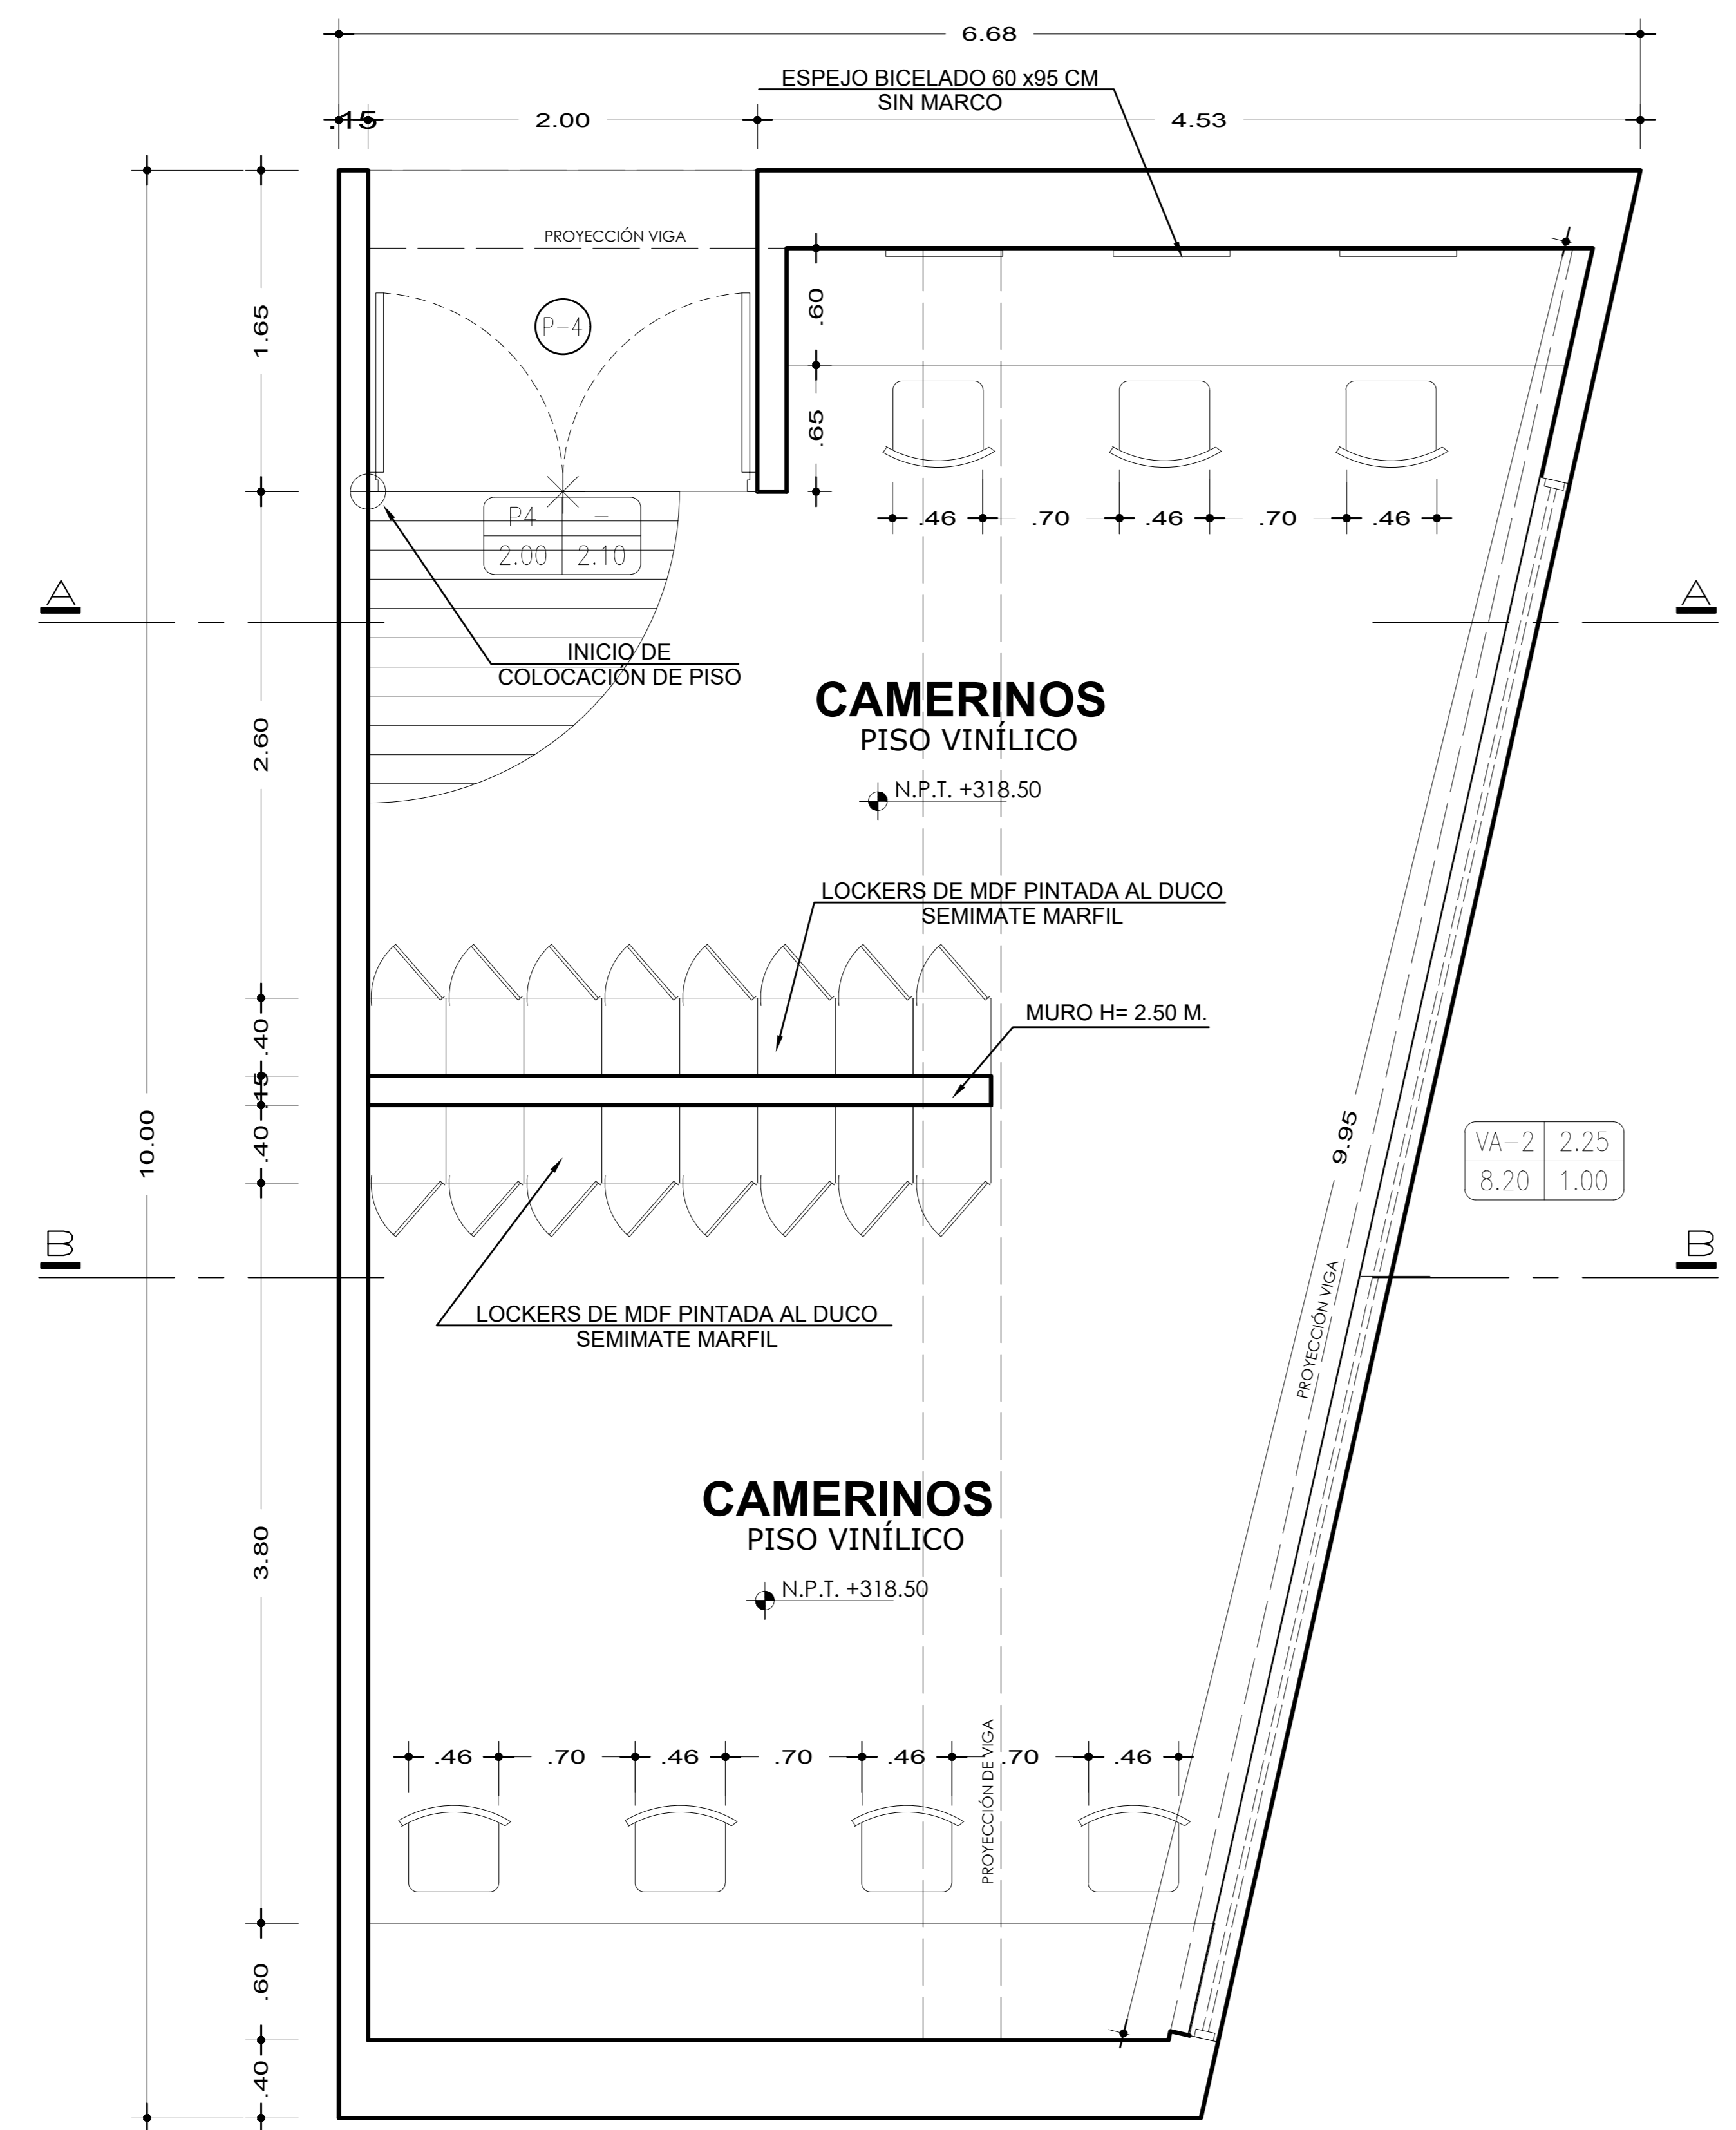 6.68
ESPEJO BICELADO 60 x95 CM
SIN MARCO
.15
2.00
4.53
PROYECCIÓN VIGA
P-4
1.65
.60
.65
P4 -
2.00 2.10
.46 .70 .46 .70 .46
A
A
INICIO DE
COLOCACIÓN DE PISO
CAMERINOS
PISO VINÍLICO
N.P.T. +318.50
2.60
LOCKERS DE MDF PINTADA AL DUCO
SEMIMATE MARFIL
MURO H= 2.50 M.
.40
.15
.40
10.00
9.95
VA-2 2.25
8.20 1.00
B
B
LOCKERS DE MDF PINTADA AL DUCO
SEMIMATE MARFIL
PROYECCIÓN VIGA
CAMERINOS
PISO VINÍLICO
N.P.T. +318.50
3.80
PROYECCIÓN DE VIGA
.46 .70 .46 .70 .46 .70 .46
.60
.40